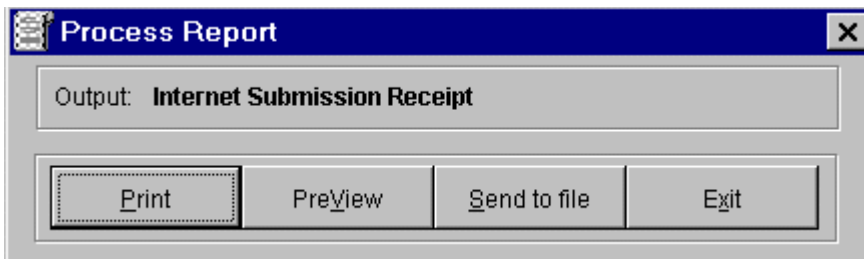 Process Report
Output: Internet Submission Receipt
Print PreView Send to file Exit